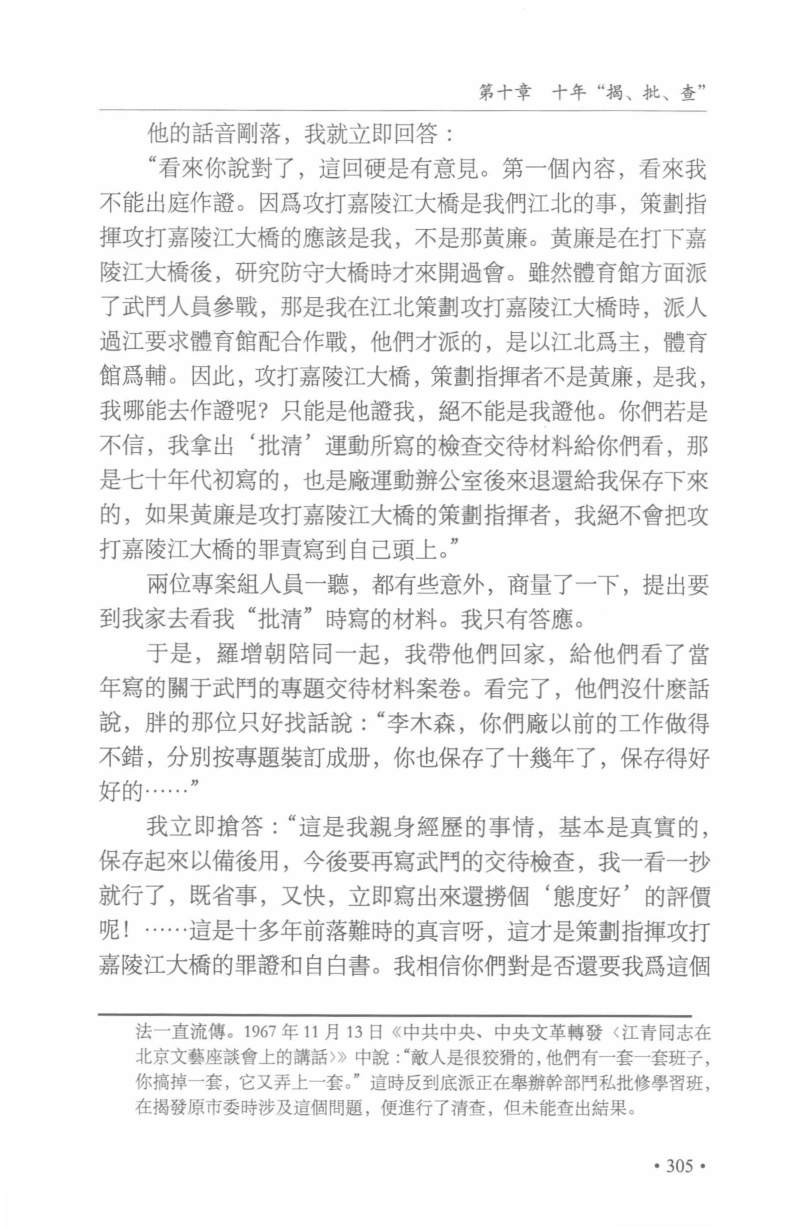 第十章　十年“揭、批、查”
他的話音剛落，我就立即回答：
“看來你說對了，這回硬是有意見。第一個內容，看來我
不能出庭作證。因爲攻打嘉陵江大橋是我們江北的事，策劃指
揮攻打嘉陵江大橋的應該是我，不是那黃廉。黃廉是在打下嘉
陵江大橋後，研究防守大橋時才來開過會。雖然體育館方面派
了武鬥人員參戰，那是我在江北策劃攻打嘉陵江大橋時，派人
過江要求體育館配合作戰，他們才派的，是以江北爲主，體育
館爲輔。因此，攻打嘉陵江大橋，策劃指揮者不是黃廉，是我，
我哪能去作證呢？只能是他證我，絕不能是我證他。你們若是
不信，我拿出‘批清’運動所寫的檢查交待材料給你們看，那
是七十年代初寫的，也是廠運動辦公室後來退還給我保存下來
的，如果黃廉是攻打嘉陵江大橋的策劃指揮者，我絕不會把攻
打嘉陵江大橋的罪責寫到自己頭上。”
兩位專案組人員一聽，都有些意外，商量了一下，提出要
到我家去看我“批清”時寫的材料。我只有答應。
于是，羅增朝陪同一起，我帶他們回家，給他們看了當
年寫的關于武鬥的專題交待材料案卷。看完了，他們沒什麼話
說，胖的那位只好找話說：“李木森，你們廠以前的工作做得
不錯，分別按專題裝訂成册，你也保存了十幾年了，保存得好
好的……”
我立即搶答：“這是我親身經歷的事情，基本是真實的，
保存起來以備後用，今後要再寫武鬥的交待檢查，我一看一抄
就行了，既省事，又快，立即寫出來還撈個‘態度好’的評價
呢！……這是十多年前落難時的真言呀，這才是策劃指揮攻打
嘉陵江大橋的罪證和自白書。我相信你們對是否還要我爲這個
法一直流傳。1967 年 11 月 13 日《中共中央、中央文革轉發〈江青同志在
北京文藝座談會上的講話〉》中說：“敵人是很狡猾的，他們有一套一套班子，
你搞掉一套，它又弄上一套。”這時反到底派正在舉辦幹部鬥私批修學習班，
在揭發原市委時涉及這個問題，便進行了清查，但未能查出結果。
·305·